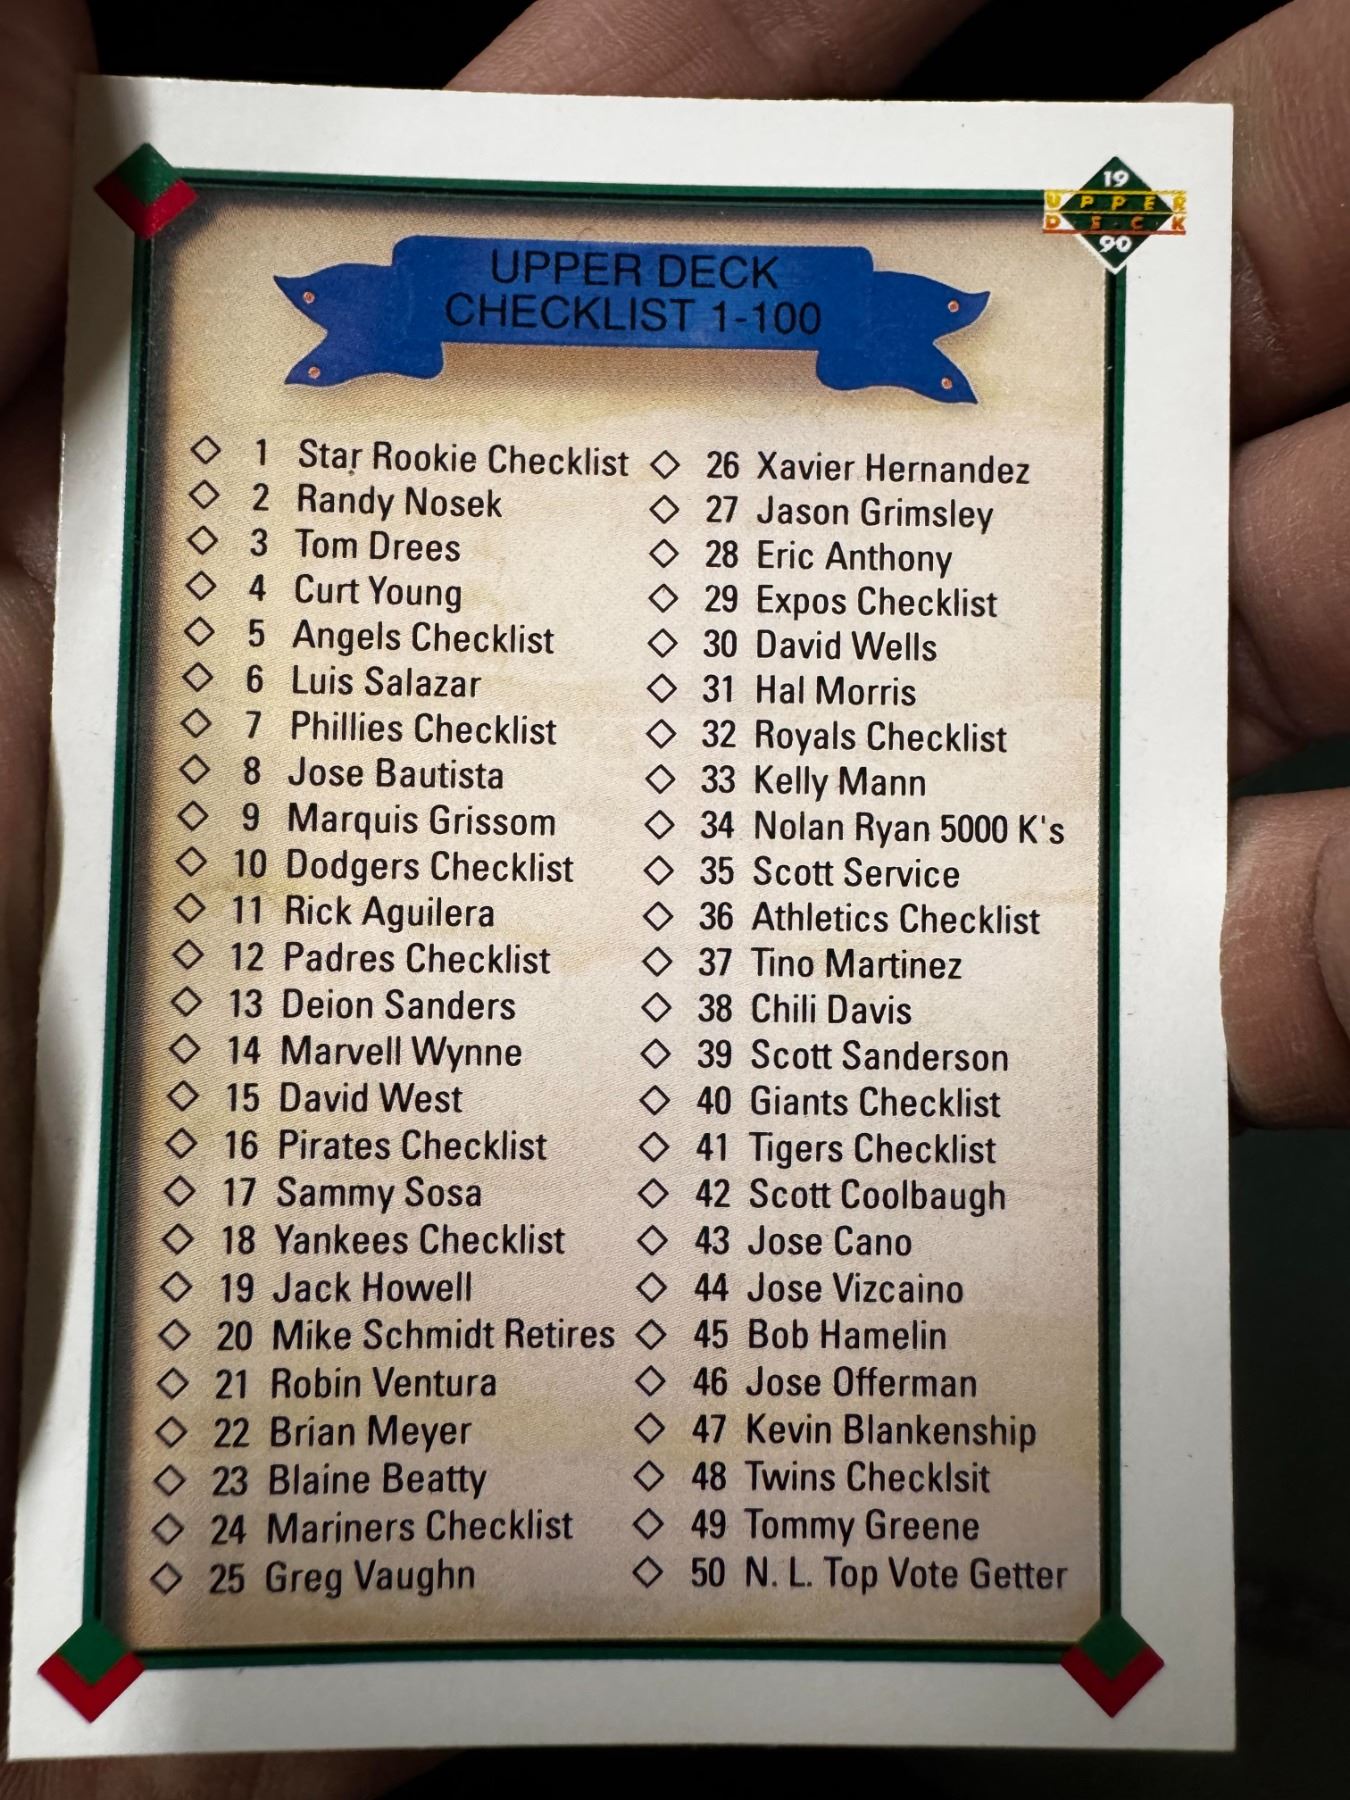 19
UPPER
DECK
90
UPPER DECK
CHECKLIST 1-100
1 Star Rookie Checklist
2 Randy Nosek
3 Tom Drees
4 Curt Young
5 Angels Checklist
6 Luis Salazar
7 Phillies Checklist
8 Jose Bautista
9 Marquis Grissom
10 Dodgers Checklist
11 Rick Aguilera
12 Padres Checklist
13 Deion Sanders
14 Marvell Wynne
15 David West
16 Pirates Checklist
17 Sammy Sosa
18 Yankees Checklist
19 Jack Howell
20 Mike Schmidt Retires
21 Robin Ventura
22 Brian Meyer
23 Blaine Beatty
24 Mariners Checklist
25 Greg Vaughn
26 Xavier Hernandez
27 Jason Grimsley
28 Eric Anthony
29 Expos Checklist
30 David Wells
31 Hal Morris
32 Royals Checklist
33 Kelly Mann
34 Nolan Ryan 5000 K's
35 Scott Service
36 Athletics Checklist
37 Tino Martinez
38 Chili Davis
39 Scott Sanderson
40 Giants Checklist
41 Tigers Checklist
42 Scott Coolbaugh
43 Jose Cano
44 Jose Vizcaino
45 Bob Hamelin
46 Jose Offerman
47 Kevin Blankenship
48 Twins Checklsit
49 Tommy Greene
50 N. L. Top Vote Getter